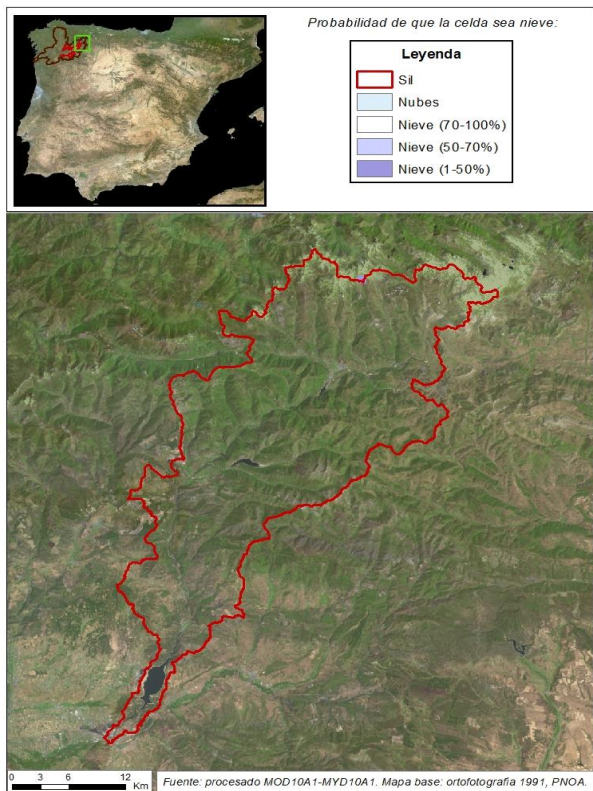 Probabilidad de que la celda sea nieve:
Leyenda
Sil
Nubes
Nieve (70-100%)
Nieve (50-70%)
Nieve (1-50%)
0 3 6 12
Km
Fuente: procesado MOD10A1-MYD10A1. Mapa base: ortofotografía 1991, PNOA.